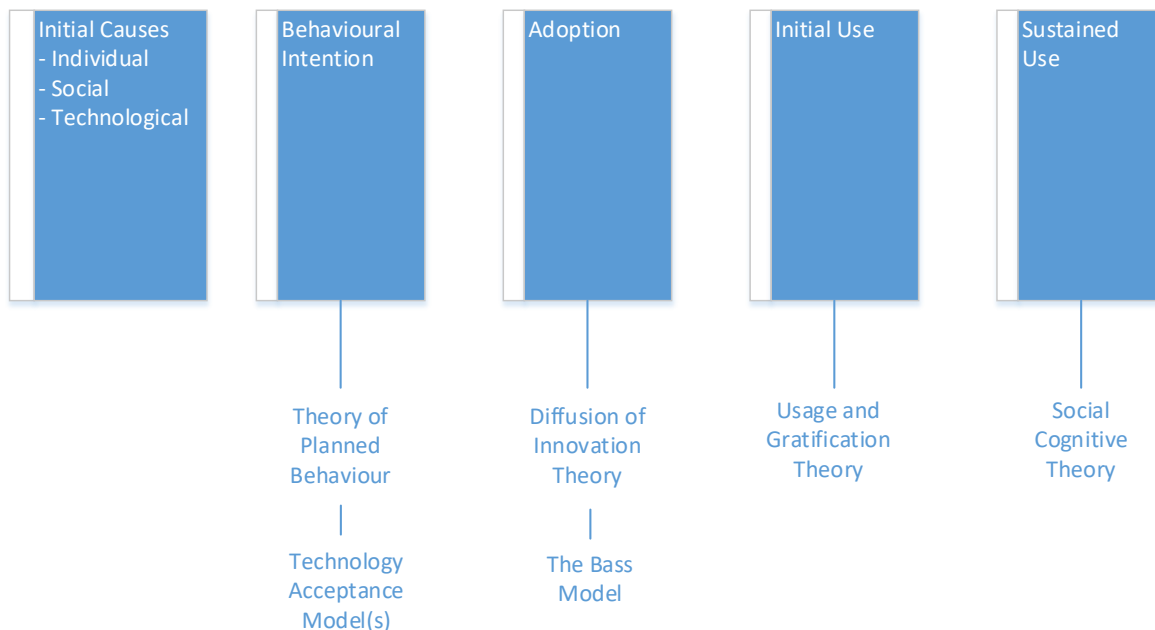 Initial Causes
- Individual
- Social
- Technological
Behavioural
Intention
Adoption
Initial Use
Sustained
Use
Theory of
Planned
Behaviour
Technology
Acceptance
Model(s)
Diffusion of
Innovation
Theory
The Bass
Model
Usage and
Gratification
Theory
Social
Cognitive
Theory